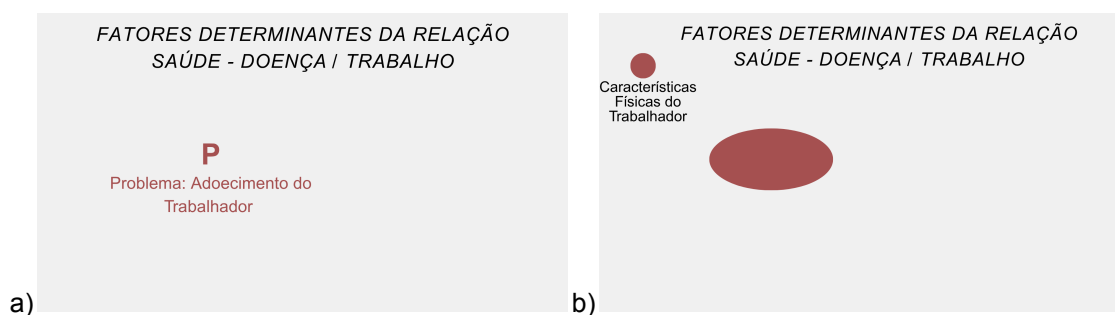 FATORES DETERMINANTES DA RELAÇÃO
SAÚDE - DOENÇA / TRABALHO
P
Problema: Adoecimento do
Trabalhador
a)
FATORES DETERMINANTES DA RELAÇÃO
SAÚDE - DOENÇA / TRABALHO
Características
Físicas do
Trabalhador
b)